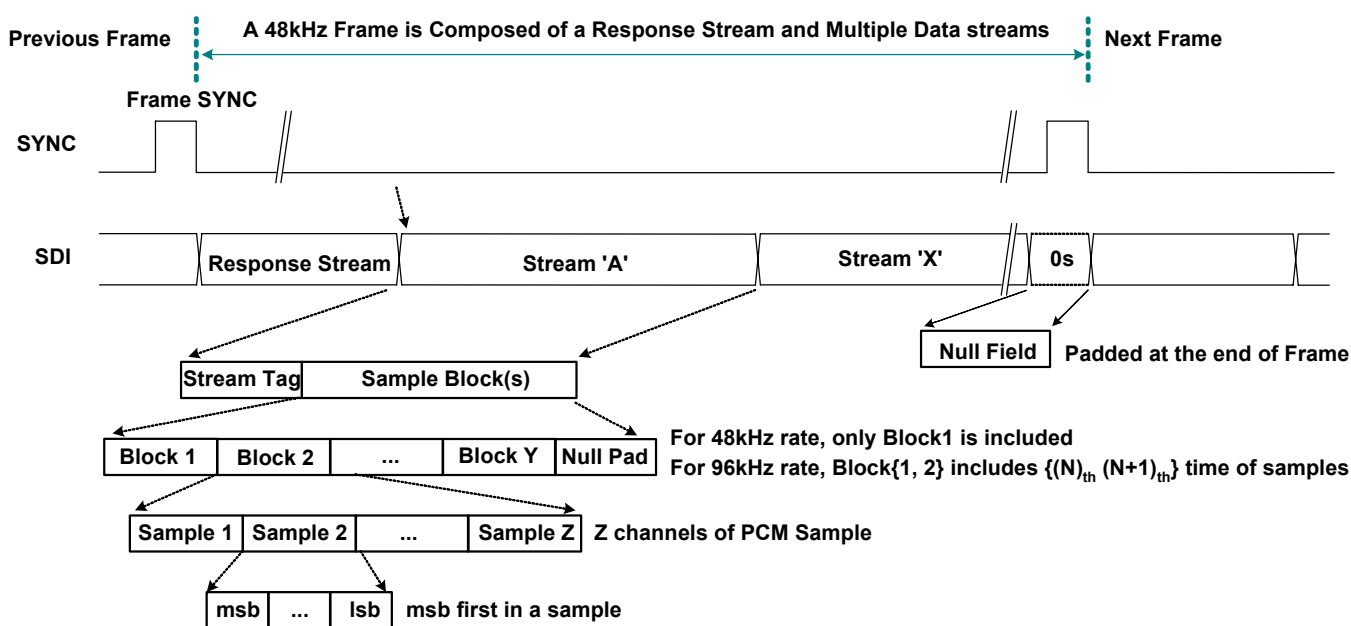 A 48kHz Frame is Composed of a Response Stream and Multiple Data streams
Previous Frame
Next Frame
Frame SYNC
SYNC
SDI
Response Stream
Stream 'A'
Stream 'X'
0s
Null Field
Padded at the end of Frame
Stream Tag
Sample Block(s)
Block 1
Block 2
...
Block Y
Null Pad
For 48kHz rate, only Block1 is included
For 96kHz rate, Block{1, 2} includes {(N)th (N+1)th} time of samples
Sample 1
Sample 2
...
Sample Z
Z channels of PCM Sample
msb
...
lsb
msb first in a sample